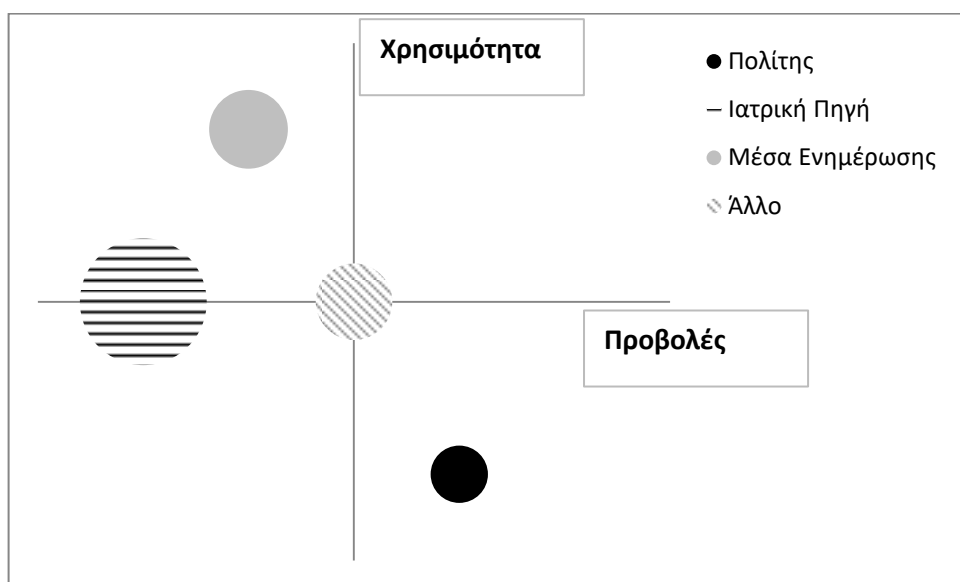 Χρησιμότητα
Πολίτης
Ιατρική Πηγή
Μέσα Ενημέρωσης
Άλλο
Προβολές